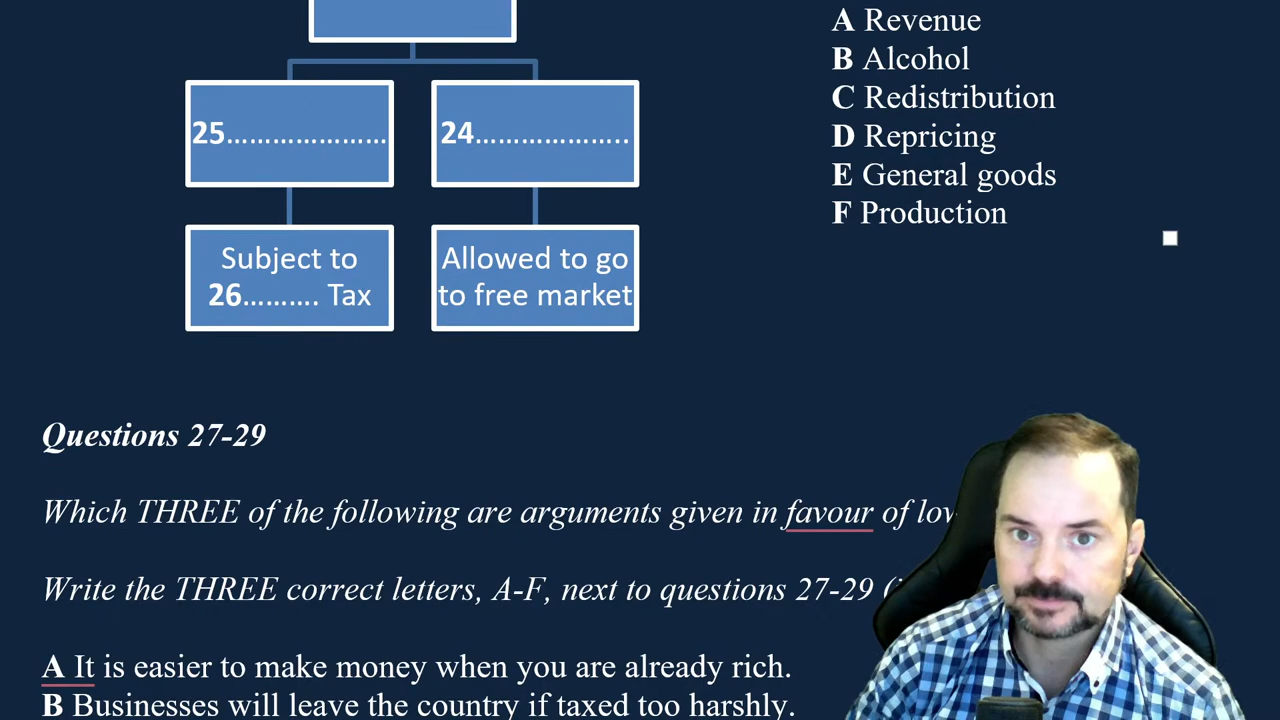 A Revenue
B Alcohol
C Redistribution
D Repricing
E General goods
F Production
25…………………
24………………..
Subject to
26………. Tax
Allowed to go
to free market
Questions 27-29
Which THREE of the following are arguments given in favour of
Write the THREE correct letters, A-F, next to questions 27-29
A It is easier to make money when you are already rich.
B Businesses will leave the country if taxed too harshly.